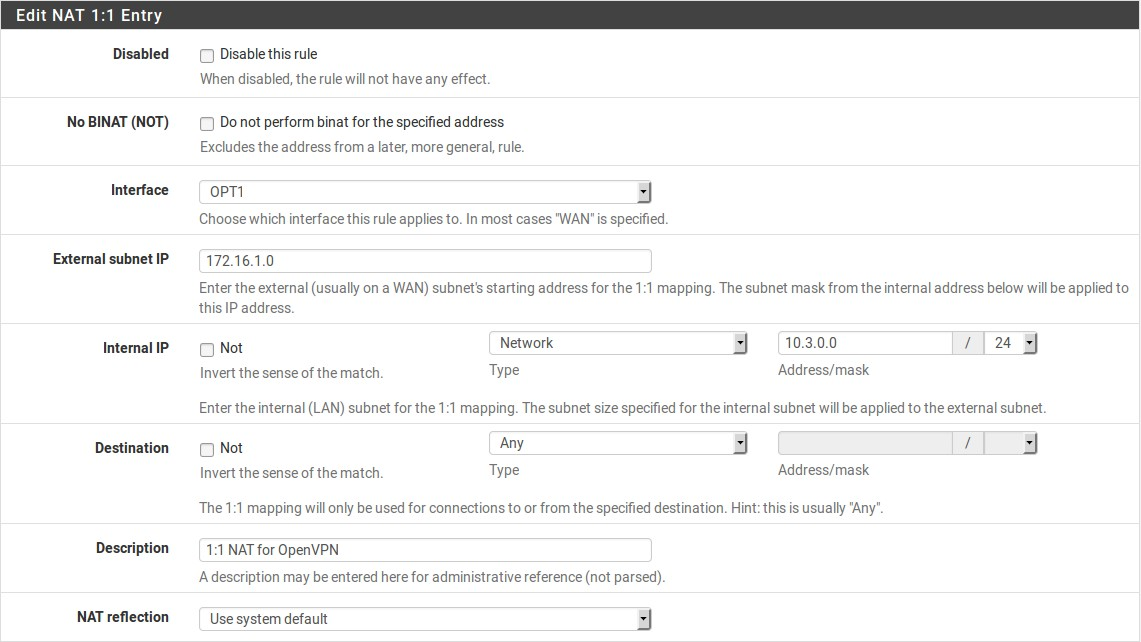 Edit NAT 1:1 Entry
Disabled
Disable this rule
When disabled, the rule will not have any effect.
No BINAT (NOT)
Do not perform binat for the specified address
Excludes the address from a later, more general, rule.
Interface
OPT1
Choose which interface this rule applies to. In most cases "WAN" is specified.
External subnet IP
172.16.1.0
Enter the external (usually on a WAN) subnet's starting address for the 1:1 mapping. The subnet mask from the internal address below will be applied to
this IP address.
Internal IP
Not
Network
10.3.0.0 / 24
Invert the sense of the match.
Type
Address/mask
Enter the internal (LAN) subnet for the 1:1 mapping. The subnet size specified for the internal subnet will be applied to the external subnet.
Destination
Not
Any
/
Invert the sense of the match.
Type
Address/mask
The 1:1 mapping will only be used for connections to or from the specified destination. Hint: this is usually "Any".
Description
1:1 NAT for OpenVPN
A description may be entered here for administrative reference (not parsed).
NAT reflection
Use system default